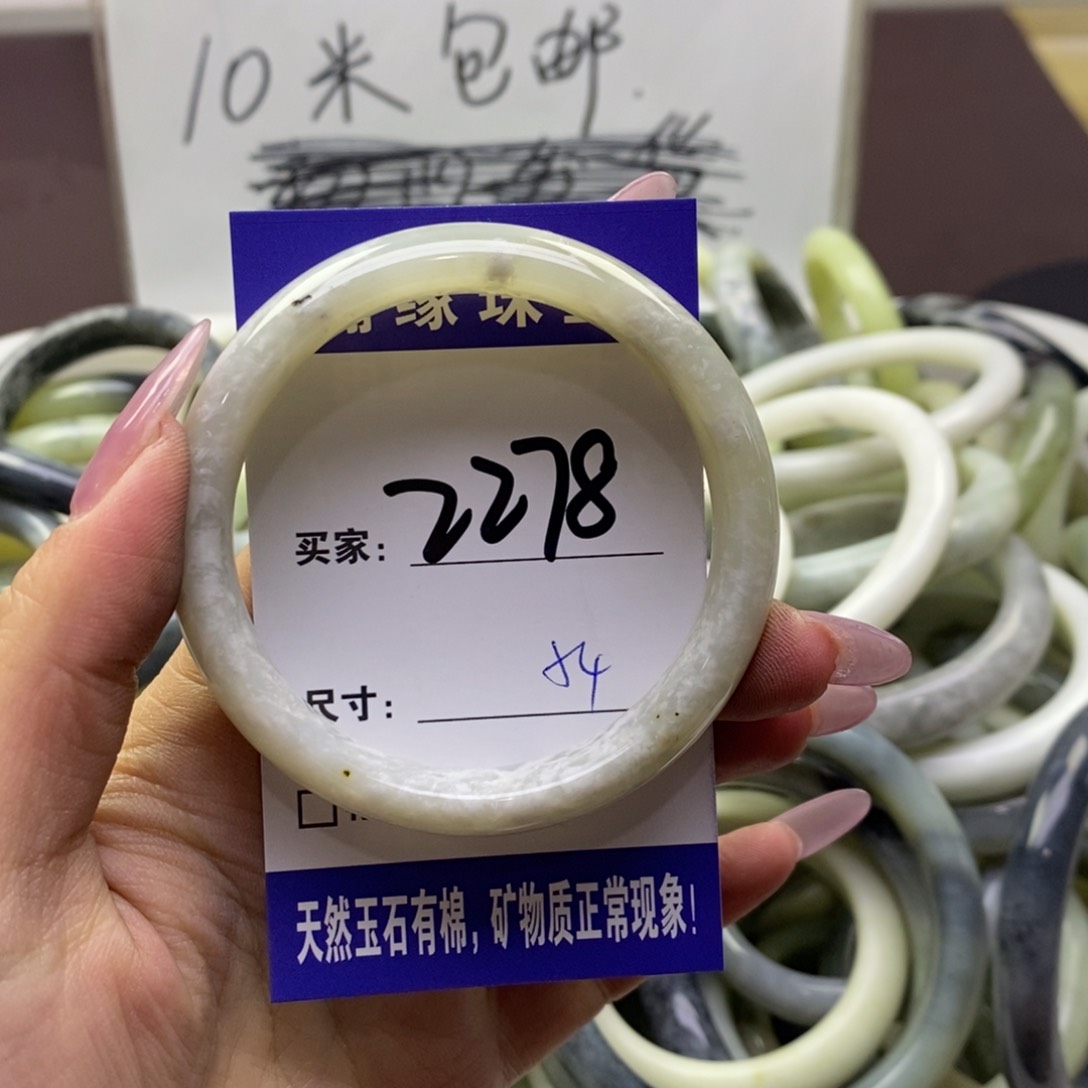 10米包邮.
缘珠
买家: 2278
尺寸: 54
天然玉石有棉, 矿物质正常现象!